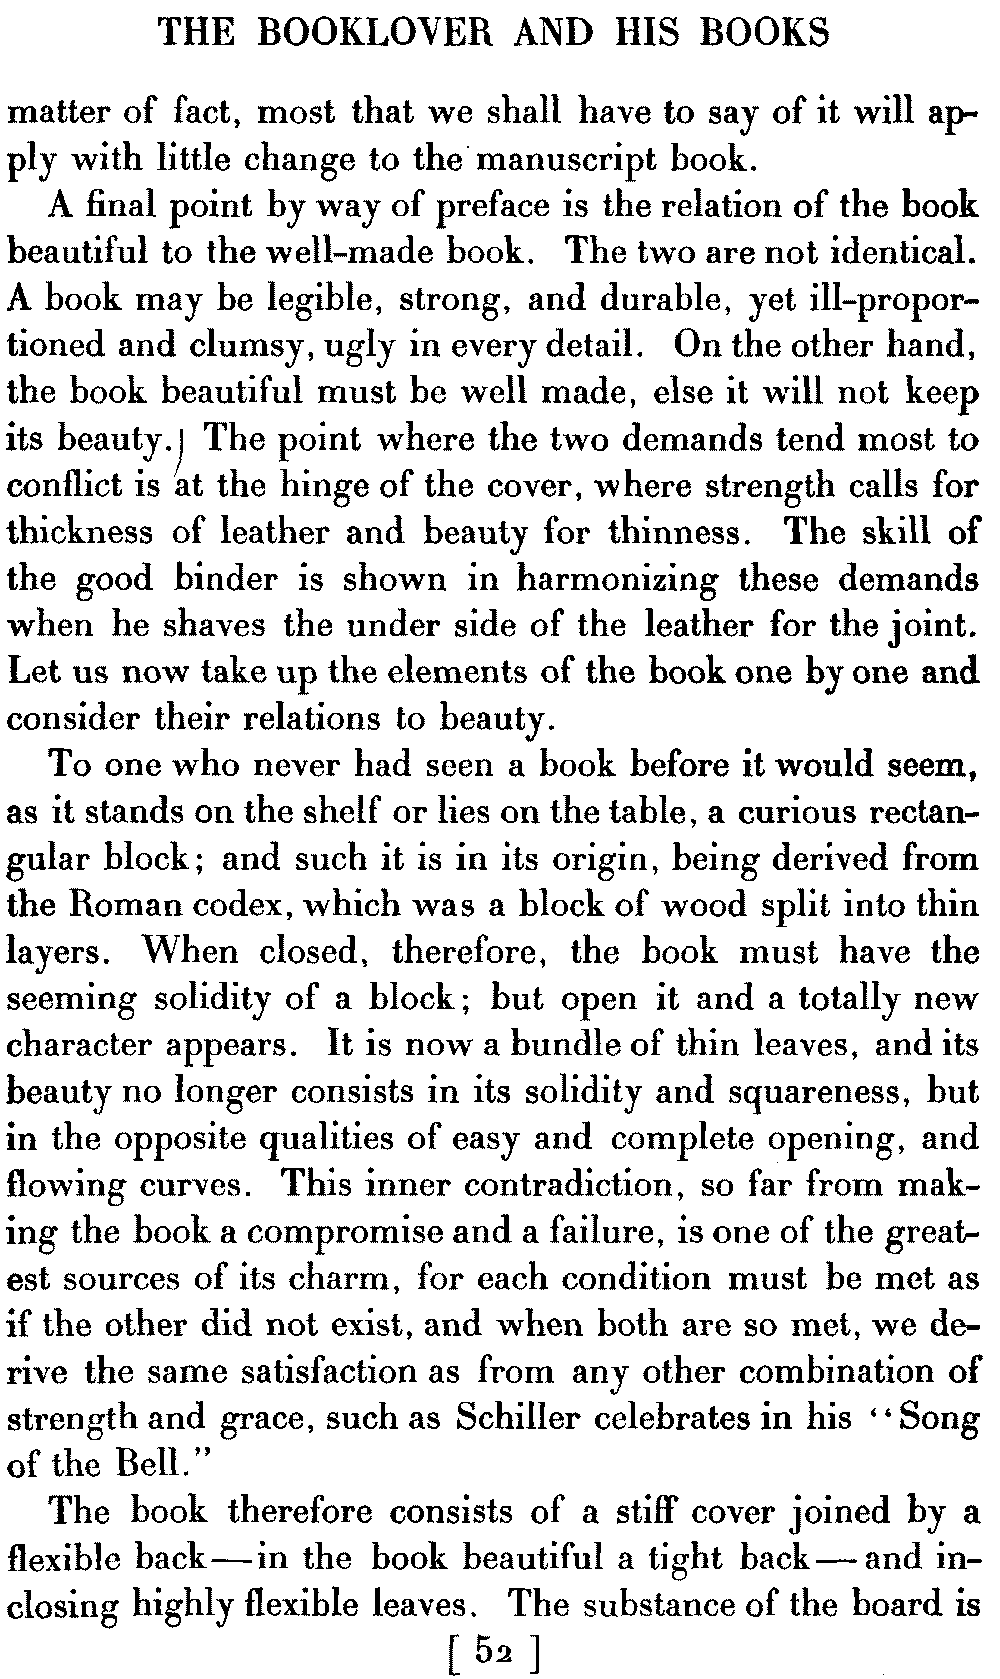 THE BOOKLOVER AND HIS BOOKS
matter of fact, most that we shall have to say of it will ap-
ply with little change to the manuscript book.
A final point by way of preface is the relation of the book
beautiful to the well-made book. The two are not identical.
A book may be legible, strong, and durable, yet ill-propor-
tioned and clumsy, ugly in every detail. On the other hand,
the book beautiful must be well made, else it will not keep
its beauty. The point where the two demands tend most to
conflict is at the hinge of the cover, where strength calls for
thickness of leather and beauty for thinness. The skill of
the good binder is shown in harmonizing these demands
when he shaves the under side of the leather for the joint.
Let us now take up the elements of the book one by one and
consider their relations to beauty.
To one who never had seen a book before it would seem,
as it stands on the shelf or lies on the table, a curious rectan-
gular block; and such it is in its origin, being derived from
the Roman codex, which was a block of wood split into thin
layers. When closed, therefore, the book must have the
seeming solidity of a block; but open it and a totally new
character appears. It is now a bundle of thin leaves, and its
beauty no longer consists in its solidity and squareness, but
in the opposite qualities of easy and complete opening, and
flowing curves. This inner contradiction, so far from mak-
ing the book a compromise and a failure, is one of the great-
est sources of its charm, for each condition must be met as
if the other did not exist, and when both are so met, we de-
rive the same satisfaction as from any other combination of
strength and grace, such as Schiller celebrates in his "Song
of the Bell."
The book therefore consists of a stiff cover joined by a
flexible back—in the book beautiful a tight back—and in-
closing highly flexible leaves. The substance of the board is
[ 52 ]